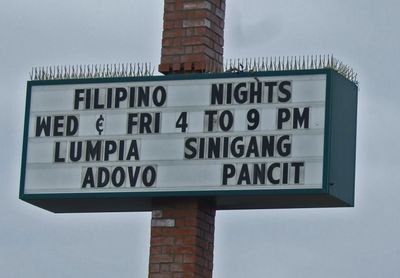 FILIPINO NIGHTS
WED ¢ FRI 4 TO 9 PM
LUMPIA SINIGANG
ADOVO PANCIT